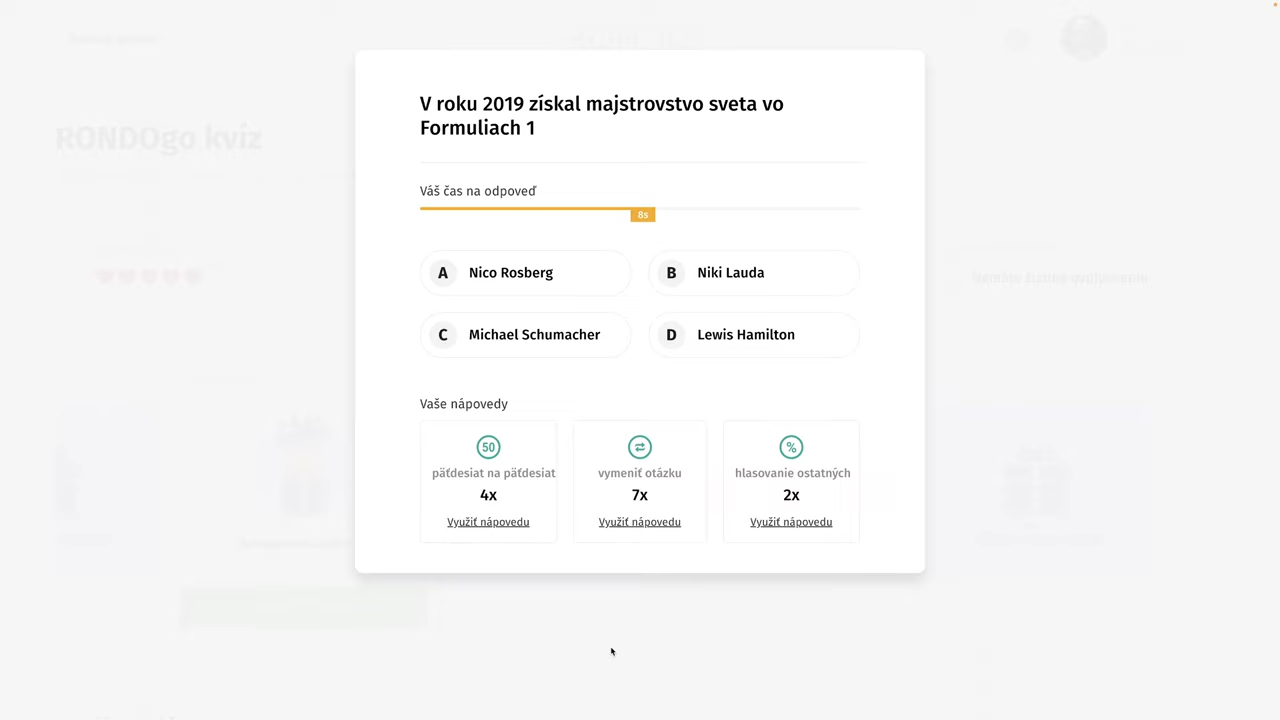 RONDOgo kvíz
V roku 2019 získal majstrovstvo sveta vo
Formuliach 1
Váš čas na odpoveď
8s
A Nico Rosberg
B Niki Lauda
C Michael Schumacher
D Lewis Hamilton
Vaše nápovedy
50
%
päťdesiat na päťdesiat
vymeniť otázku
hlasovanie ostatných
4x
7x
2x
Využiť nápovedu
Využiť nápovedu
Využiť nápovedu